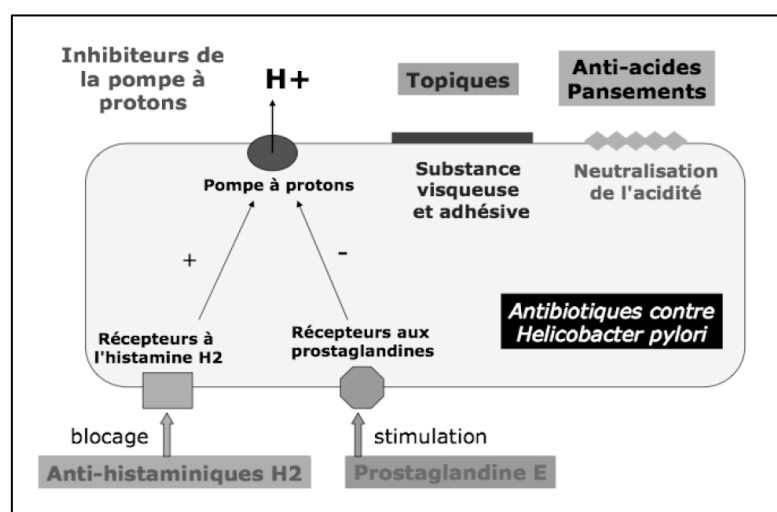 Inhibiteurs de
la pompe à
protons
H+
Topiques
Anti-acides
Pansements
Pompe à protons
Substance
visqueuse
et adhésive
Neutralisation
de l'acidité
+
-
Antibiotiques contre
Helicobacter pylori
Récepteurs à
l'histamine H2
Récepteurs aux
prostaglandines
blocage
stimulation
Anti-histaminiques H2
Prostaglandine E